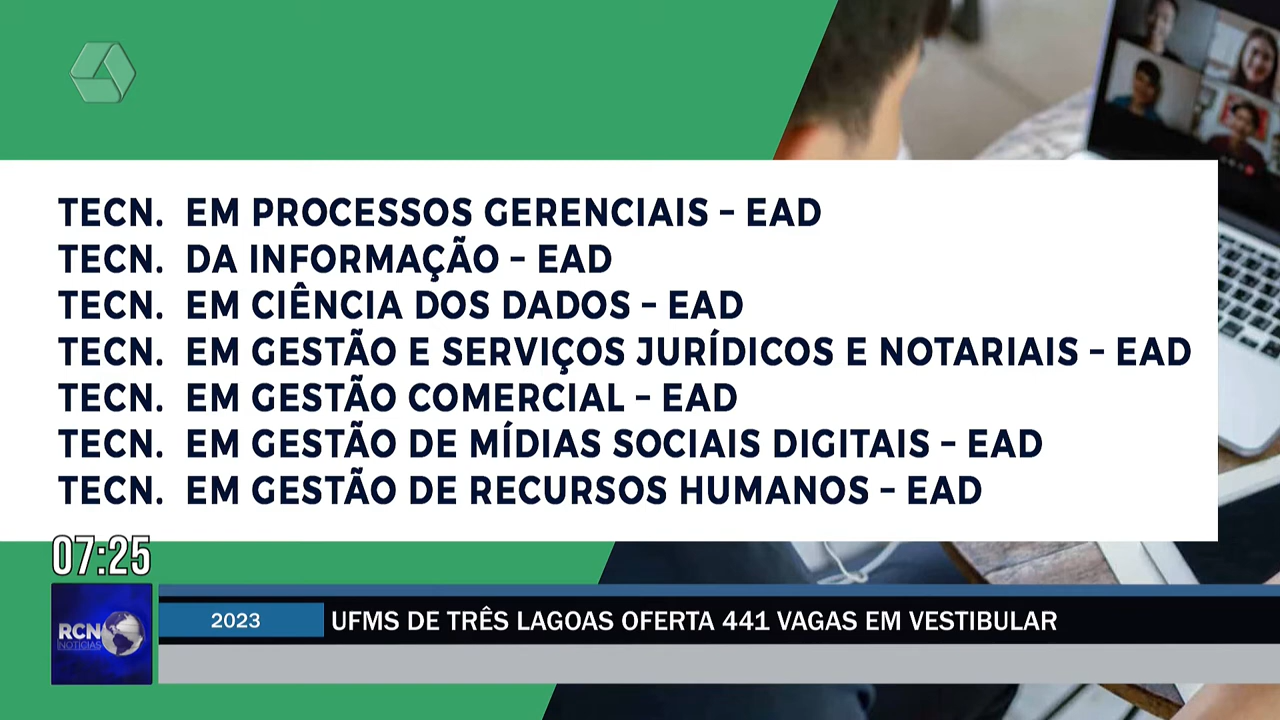 TECN. EM PROCESSOS GERENCIAIS – EAD
TECN. DA INFORMAÇÃO – EAD
TECN. EM CIÊNCIA DOS DADOS – EAD
TECN. EM GESTÃO E SERVIÇOS JURÍDICOS E NOTARIAIS – EAD
TECN. EM GESTÃO COMERCIAL – EAD
TECN. EM GESTÃO DE MÍDIAS SOCIAIS DIGITAIS – EAD
TECN. EM GESTÃO DE RECURSOS HUMANOS – EAD
07:25
RCN
NOTÍCIAS
2023
UFMS DE TRÊS LAGOAS OFERTA 441 VAGAS EM VESTIBULAR